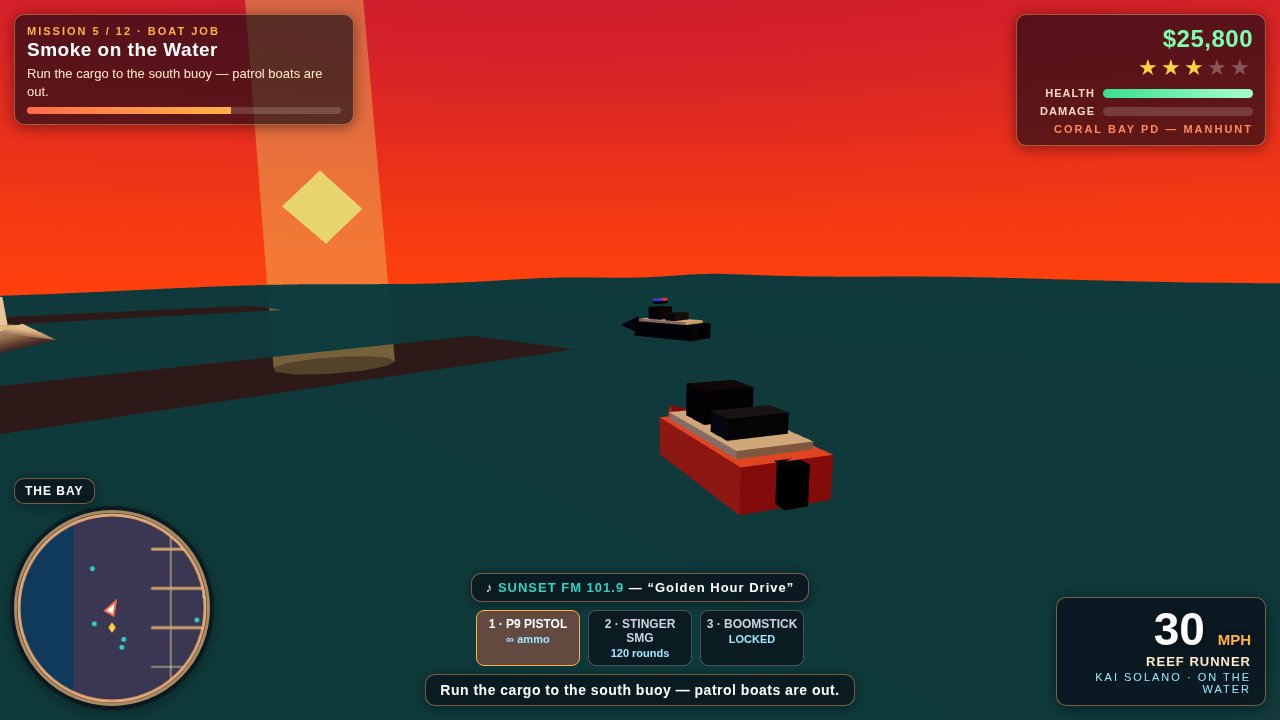 MISSION 5 / 12 · BOAT JOB
Smoke on the Water
Run the cargo to the south buoy — patrol boats are
out.
$25,800
★★★★★
HEALTH
DAMAGE
CORAL BAY PD — MANHUNT
THE BAY
♪ SUNSET FM 101.9 — “Golden Hour Drive”
1 · P9 PISTOL
∞ ammo
2 · STINGER
SMG
120 rounds
3 · BOOMSTICK
LOCKED
Run the cargo to the south buoy — patrol boats are out.
30 MPH
REEF RUNNER
KAI SOLANO · ON THE
WATER